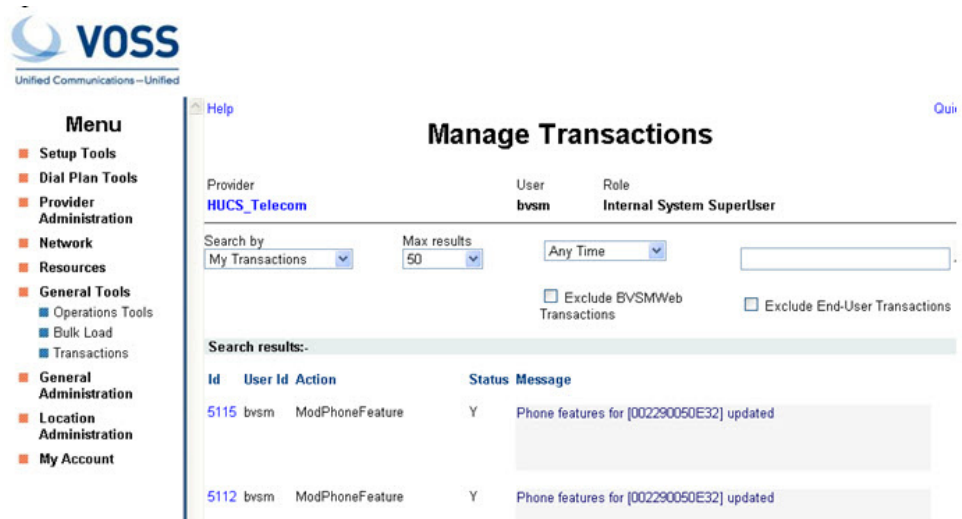 VOSS
Unified Communications—Unified
Menu
Setup Tools
Dial Plan Tools
Provider
Administration
Network
Resources
General Tools
Operations Tools
Bulk Load
Transactions
General
Administration
Location
Administration
My Account
Help
Manage Transactions
Provider User Role
HUCS_Telecom bvsm Internal System SuperUser
Search by Max results
My Transactions 50 Any Time
Exclude BVSMWeb
Transactions
Exclude End-User Transactions
Search results:-
Id User Id Action Status Message
5115 bvsm ModPhoneFeature Y Phone features for [002290050E32] updated
5112 bvsm ModPhoneFeature Y Phone features for [002290050E32] updated